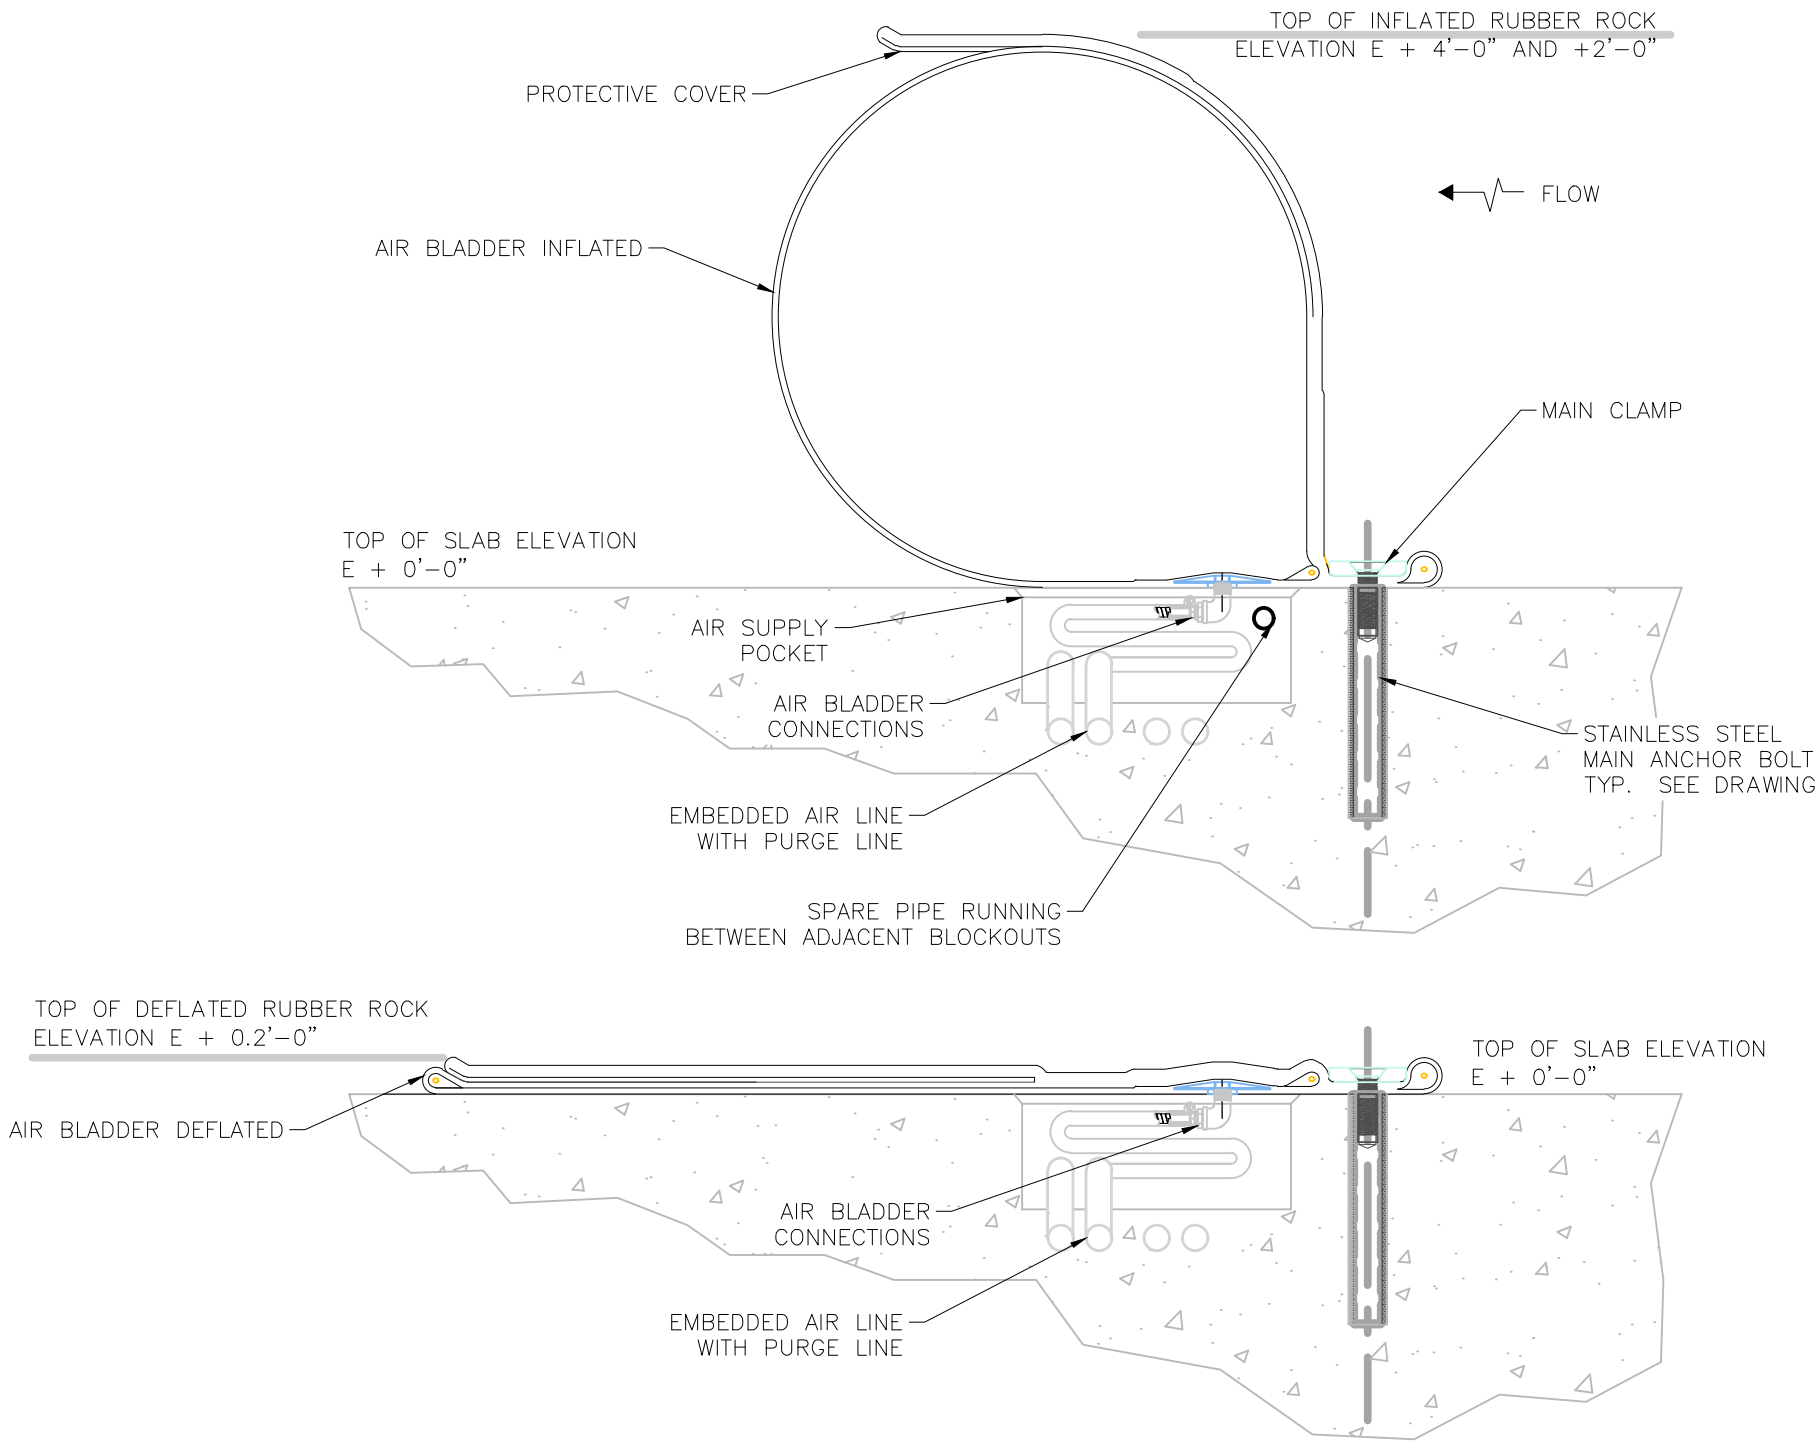 TOP OF INFLATED RUBBER ROCK
ELEVATION E + 4'-0" AND +2'-0"
PROTECTIVE COVER
FLOW
AIR BLADDER INFLATED
MAIN CLAMP
TOP OF SLAB ELEVATION
E + 0'-0"
AIR SUPPLY
POCKET
AIR BLADDER
CONNECTIONS
STAINLESS STEEL
MAIN ANCHOR BOLT
TYP. SEE DRAWING
EMBEDDED AIR LINE
WITH PURGE LINE
SPARE PIPE RUNNING
BETWEEN ADJACENT BLOCKOUTS
TOP OF DEFLATED RUBBER ROCK
ELEVATION E + 0.2'-0"
TOP OF SLAB ELEVATION
E + 0'-0"
AIR BLADDER DEFLATED
AIR BLADDER
CONNECTIONS
EMBEDDED AIR LINE
WITH PURGE LINE